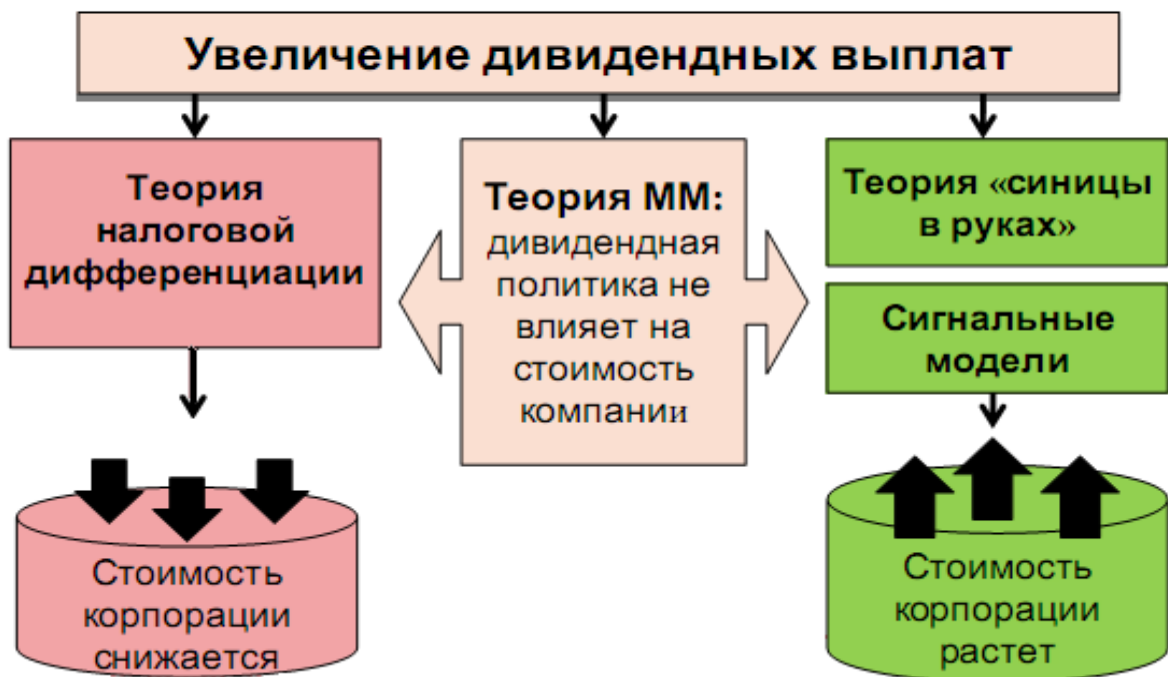 Увеличение дивидендных выплат
Теория
налоговой
дифференциации
Теория ММ:
дивидендная
политика не
влияет на
стоимость
компании
Теория «синицы
в руках»
Сигнальные
модели
Стоимость
корпорации
снижается
Стоимость
корпорации
растет